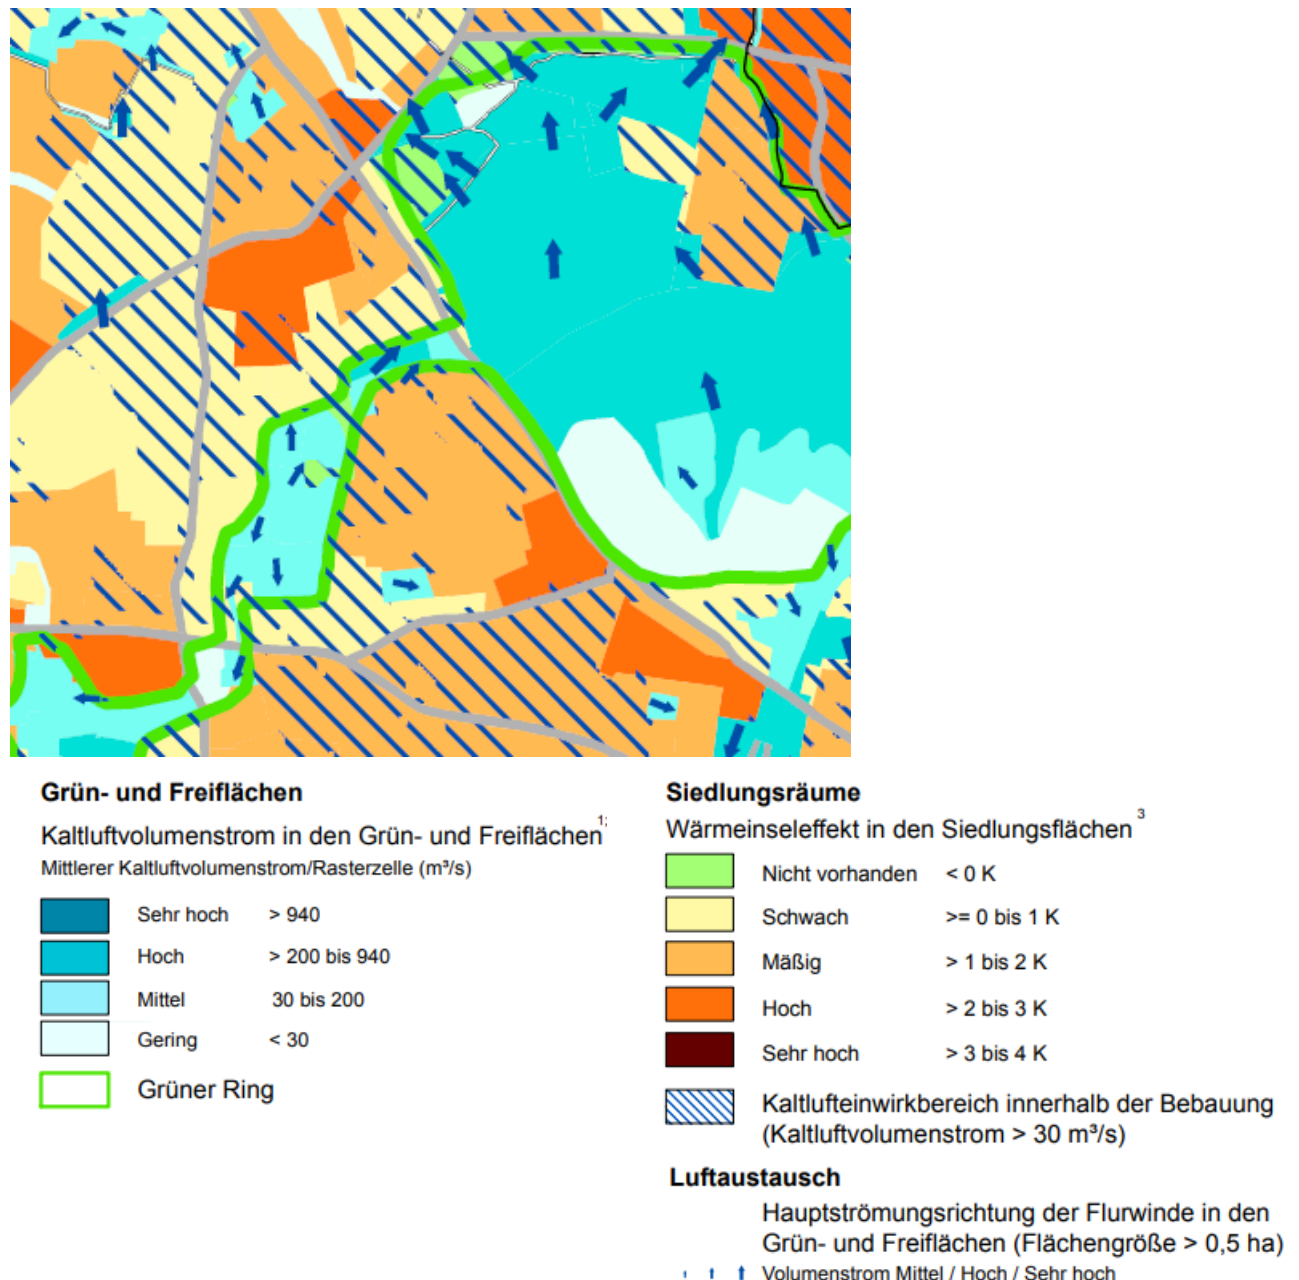 Grün- und Freiflächen
Kaltluftvolumenstrom in den Grün- und Freiflächen 1;
Mittlerer Kaltluftvolumenstrom/Rasterzelle (m³/s)
Sehr hoch > 940
Hoch > 200 bis 940
Mittel 30 bis 200
Gering < 30
Grüner Ring
Siedlungsräume
Wärmeinseleffekt in den Siedlungsflächen 3
Nicht vorhanden < 0 K
Schwach >= 0 bis 1 K
Mäßig > 1 bis 2 K
Hoch > 2 bis 3 K
Sehr hoch > 3 bis 4 K
Kaltlufteinwirkbereich innerhalb der Bebauung
(Kaltluftvolumenstrom > 30 m³/s)
Luftaustausch
Hauptströmungsrichtung der Flurwinde in den
Grün- und Freiflächen (Flächengröße > 0,5 ha)
Volumenstrom Mittel / Hoch / Sehr hoch